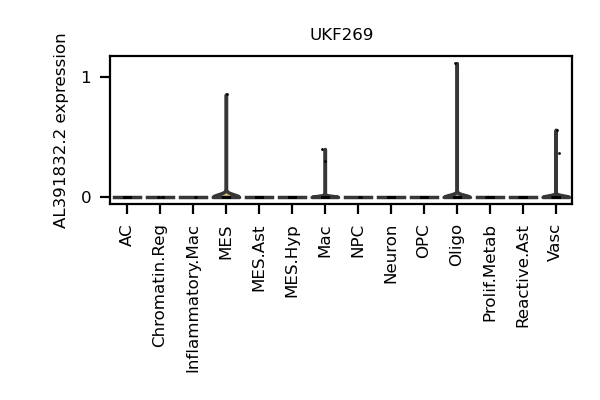 UKF269
AL391832.2 expression
1
0
AC
Chromatin.Reg
Inflammatory.Mac
MES
MES.Ast
MES.Hyp
Mac
NPC
Neuron
OPC
Oligo
Prolif.Metab
Reactive.Ast
Vasc